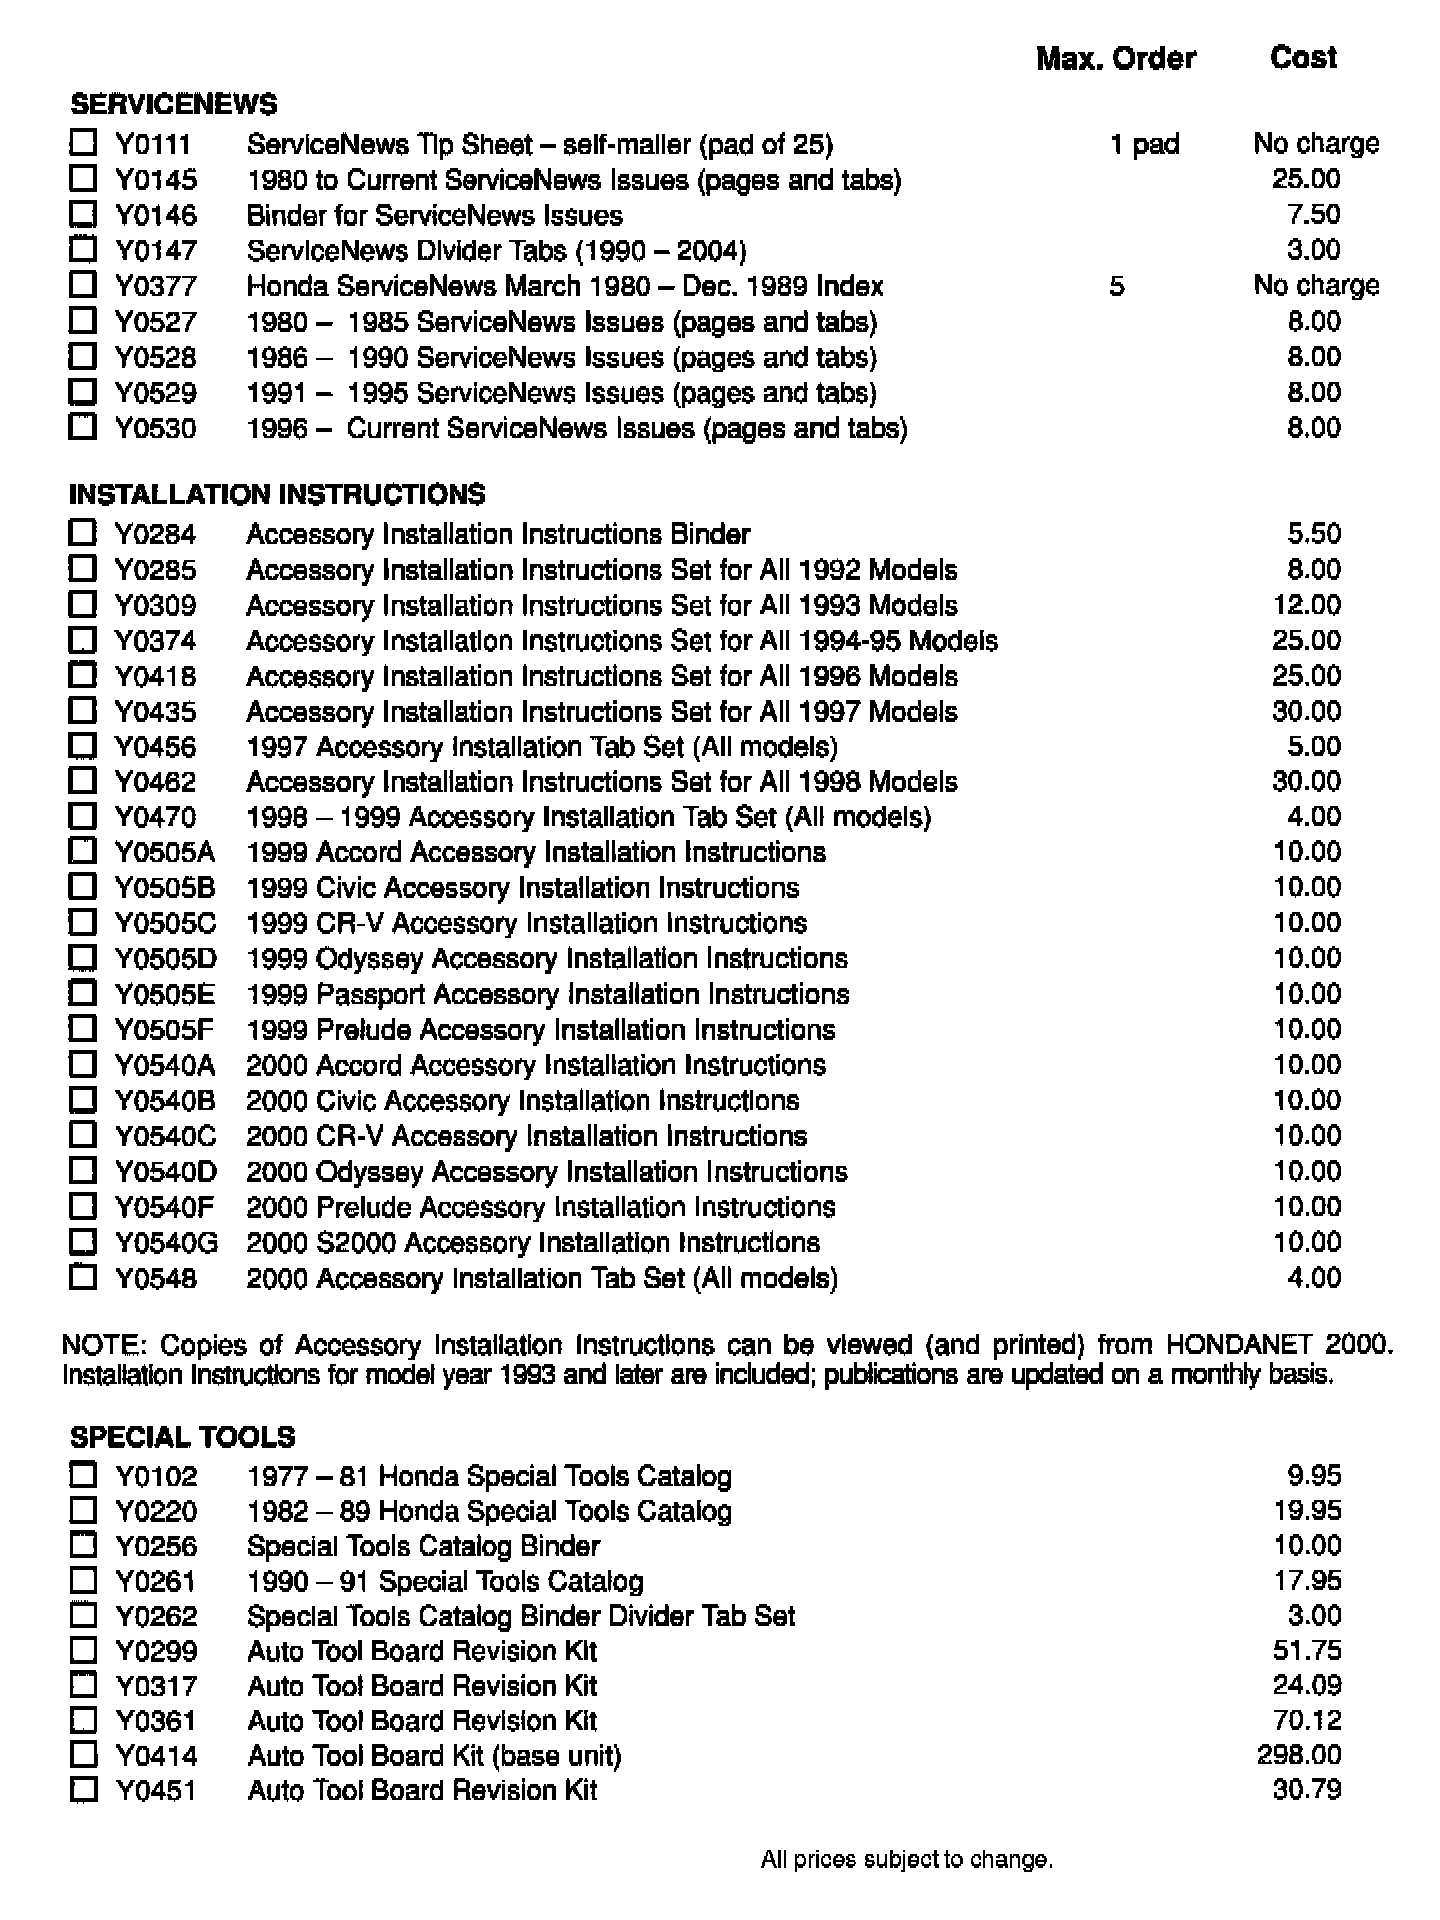 Max. Order Cost
SERVICENEWS
Y0111 ServiceNews Tip Sheet – self-mailer (pad of 25) 1 pad No charge
Y0145 1980 to Current ServiceNews Issues (pages and tabs) 25.00
Y0146 Binder for ServiceNews Issues 7.50
Y0147 ServiceNews Divider Tabs (1990 – 2004) 3.00
Y0377 Honda ServiceNews March 1980 – Dec. 1989 Index 5 No charge
Y0527 1980 – 1985 ServiceNews Issues (pages and tabs) 8.00
Y0528 1986 – 1990 ServiceNews Issues (pages and tabs) 8.00
Y0529 1991 – 1995 ServiceNews Issues (pages and tabs) 8.00
Y0530 1996 – Current ServiceNews Issues (pages and tabs) 8.00
INSTALLATION INSTRUCTIONS
Y0284 Accessory Installation Instructions Binder 5.50
Y0285 Accessory Installation Instructions Set for All 1992 Models 8.00
Y0309 Accessory Installation Instructions Set for All 1993 Models 12.00
Y0374 Accessory Installation Instructions Set for All 1994-95 Models 25.00
Y0418 Accessory Installation Instructions Set for All 1996 Models 25.00
Y0435 Accessory Installation Instructions Set for All 1997 Models 30.00
Y0456 1997 Accessory Installation Tab Set (All models) 5.00
Y0462 Accessory Installation Instructions Set for All 1998 Models 30.00
Y0470 1998 – 1999 Accessory Installation Tab Set (All models) 4.00
Y0505A 1999 Accord Accessory Installation Instructions 10.00
Y0505B 1999 Civic Accessory Installation Instructions 10.00
Y0505C 1999 CR-V Accessory Installation Instructions 10.00
Y0505D 1999 Odyssey Accessory Installation Instructions 10.00
Y0505E 1999 Passport Accessory Installation Instructions 10.00
Y0505F 1999 Prelude Accessory Installation Instructions 10.00
Y0540A 2000 Accord Accessory Installation Instructions 10.00
Y0540B 2000 Civic Accessory Installation Instructions 10.00
Y0540C 2000 CR-V Accessory Installation Instructions 10.00
Y0540D 2000 Odyssey Accessory Installation Instructions 10.00
Y0540F 2000 Prelude Accessory Installation Instructions 10.00
Y0540G 2000 S2000 Accessory Installation Instructions 10.00
Y0548 2000 Accessory Installation Tab Set (All models) 4.00
NOTE: Copies of Accessory Installation Instructions can be viewed (and printed) from HONDANET 2000.
Installation Instructions for model year 1993 and later are included; publications are updated on a monthly basis.
SPECIAL TOOLS
Y0102 1977 – 81 Honda Special Tools Catalog 9.95
Y0220 1982 – 89 Honda Special Tools Catalog 19.95
Y0256 Special Tools Catalog Binder 10.00
Y0261 1990 – 91 Special Tools Catalog 17.95
Y0262 Special Tools Catalog Binder Divider Tab Set 3.00
Y0299 Auto Tool Board Revision Kit 51.75
Y0317 Auto Tool Board Revision Kit 24.09
Y0361 Auto Tool Board Revision Kit 70.12
Y0414 Auto Tool Board Kit (base unit) 298.00
Y0451 Auto Tool Board Revision Kit 30.79
All prices subject to change.